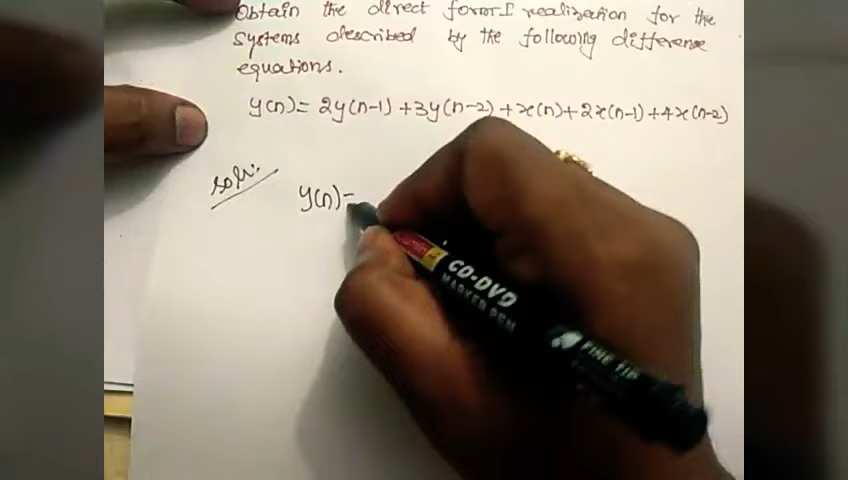 Obtain the direct form I realization for the
systems described by the following difference
equations.
y(n)= 2y(n-1) +3y(n-2) +x(n)+2x(n-1)+4x(n-2)
Soln:
y(n)=
CD-DVD
MARKER PEN
FINE TIP